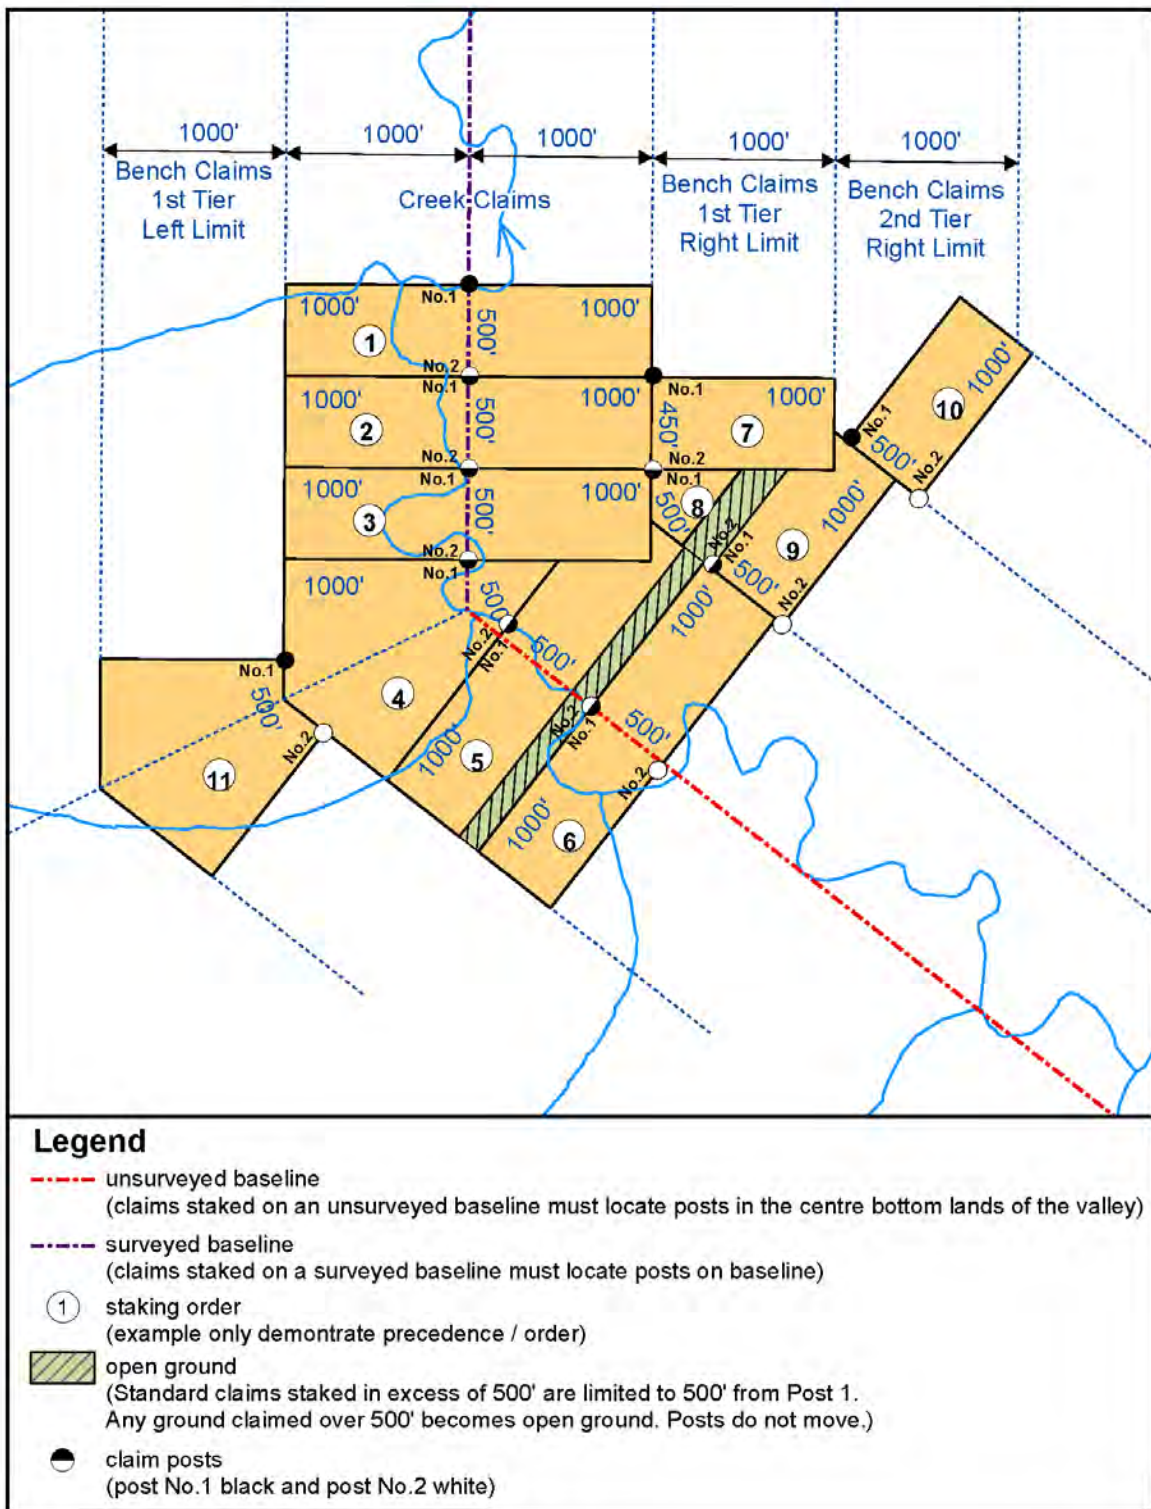 1000'
1000'
1000'
1000'
1000'
Bench Claims
1st Tier
Left Limit
Creek Claims
Bench Claims
1st Tier
Right Limit
Bench Claims
2nd Tier
Right Limit
1000'
No.1
500'
1000'
1
No.2
No.1
1000'
500'
1000'
2
No.2
No.1
No.1
450'
1000'
7
No.2
No.1
1000'
500'
1000'
3
No.2
No.1
500'
8
No.2
No.1
500'
9
1000'
No.2
No.1
500'
10
1000'
No.2
1000'
500'
No.2
No.1
4
500'
1000'
5
No.2
No.1
1000'
500'
1000'
6
No.2
No.1
500'
No.2
11
Legend
unsurveyed baseline
(claims staked on an unsurveyed baseline must locate posts in the centre bottom lands of the valley)
surveyed baseline
(claims staked on a surveyed baseline must locate posts on baseline)
1 staking order
(example only demontrate precedence / order)
open ground
(Standard claims staked in excess of 500' are limited to 500' from Post 1.
Any ground claimed over 500' becomes open ground. Posts do not move.)
claim posts
(post No.1 black and post No.2 white)